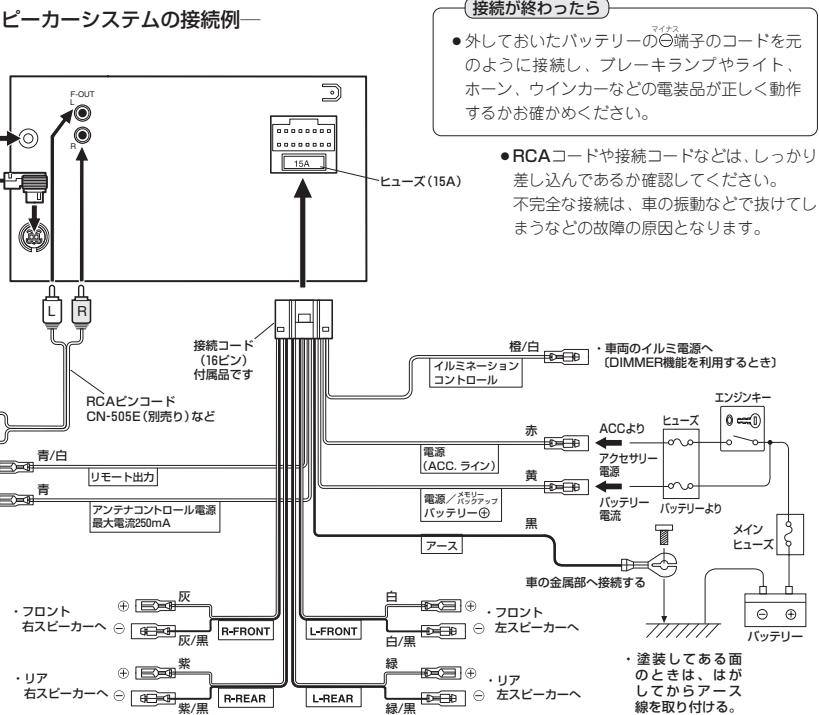 ピーカーシステムの接続例―
接続が終わったら
● 外しておいたバッテリーの⊖マイナス端子のコードを元
のように接続し、ブレーキランプやライト、
ホーン、ウインカーなどの電装品が正しく動作
するかお確かめください。
●RCAコードや接続コードなどは、しっかり
差し込んであるか確認してください。
不完全な接続は、車の振動などで抜けてし
まうなどの故障の原因となります。
F-OUT
L
R
15A
ヒューズ(15A)
L
R
接続コード
(16ピン)
付属品です
RCAピンコード
CN-505E(別売り)など
橙/白
イルミネーション
コントロール
・車両のイルミ電源へ
〔DIMMER機能を利用するとき〕
エンジンキー
赤
電源
(ACC. ライン)
ACCより
アクセサリー
電源
ヒューズ
黄
電源/メモリーバックアップ
バッテリー⊕
バッテリー
電流
バッテリーより
青/白
リモート出力
青
アンテナコントロール電源
最大電流250mA
黒
アース
車の金属部へ接続する
メイン
ヒューズ
⊖ ⊕
バッテリー
・塗装してある面
のときは、はが
してからアース
線を取り付ける。
・フロント
右スピーカーへ
⊕
⊖
灰
灰/黒
R-FRONT
L-FRONT
白
白/黒
⊕
⊖
・フロント
左スピーカーへ
・リア
右スピーカーへ
⊕
⊖
紫
紫/黒
R-REAR
L-REAR
緑
緑/黒
⊕
⊖
・リア
左スピーカーへ